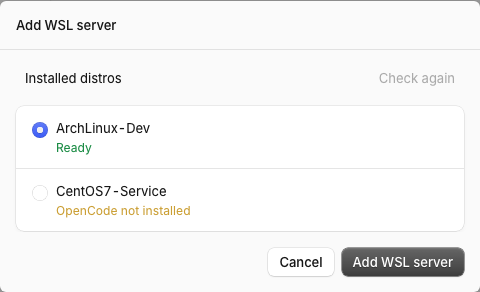 Add WSL server
Installed distros
Check again
ArchLinux-Dev
Ready
CentOS7-Service
OpenCode not installed
Cancel
Add WSL server